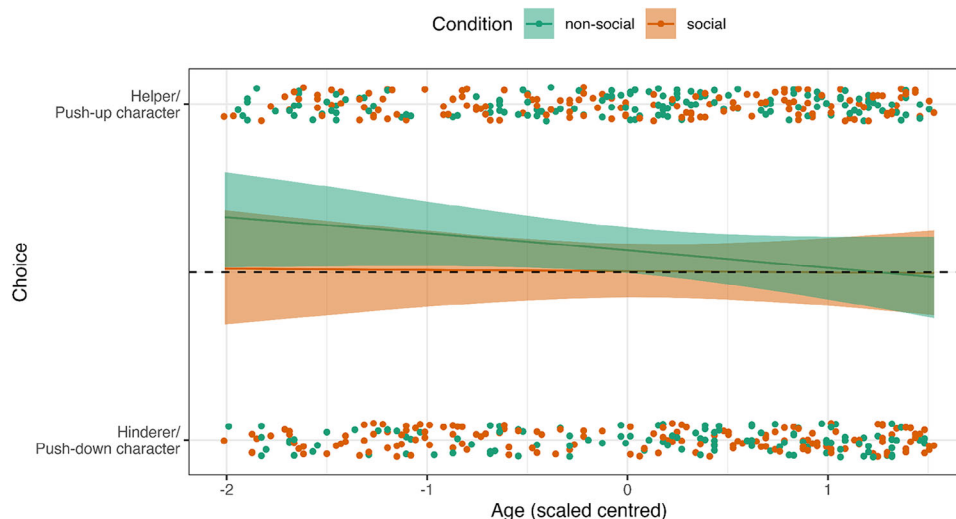 Condition non-social social
Helper/
Push-up character
Choice
Hinderer/
Push-down character
-2 -1 0 1
Age (scaled centred)